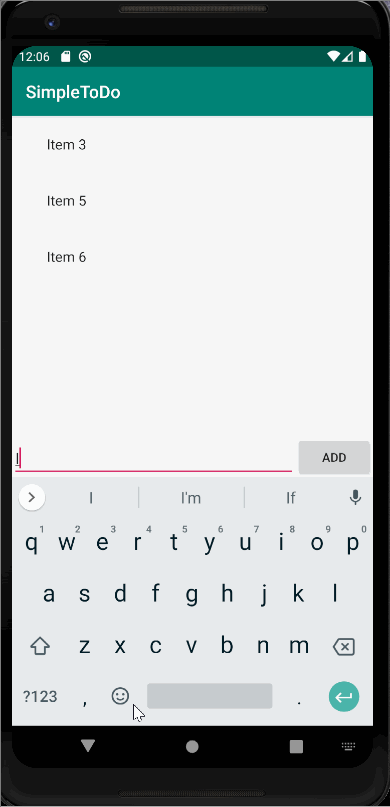 12:06
SimpleToDo
Item 3
Item 5
Item 6
I
ADD
I I'm If
1 2 3 4 5 6 7 8 9 0
q w e r t y u i o p
a s d f g h j k l
z x c v b n m
?123 , .